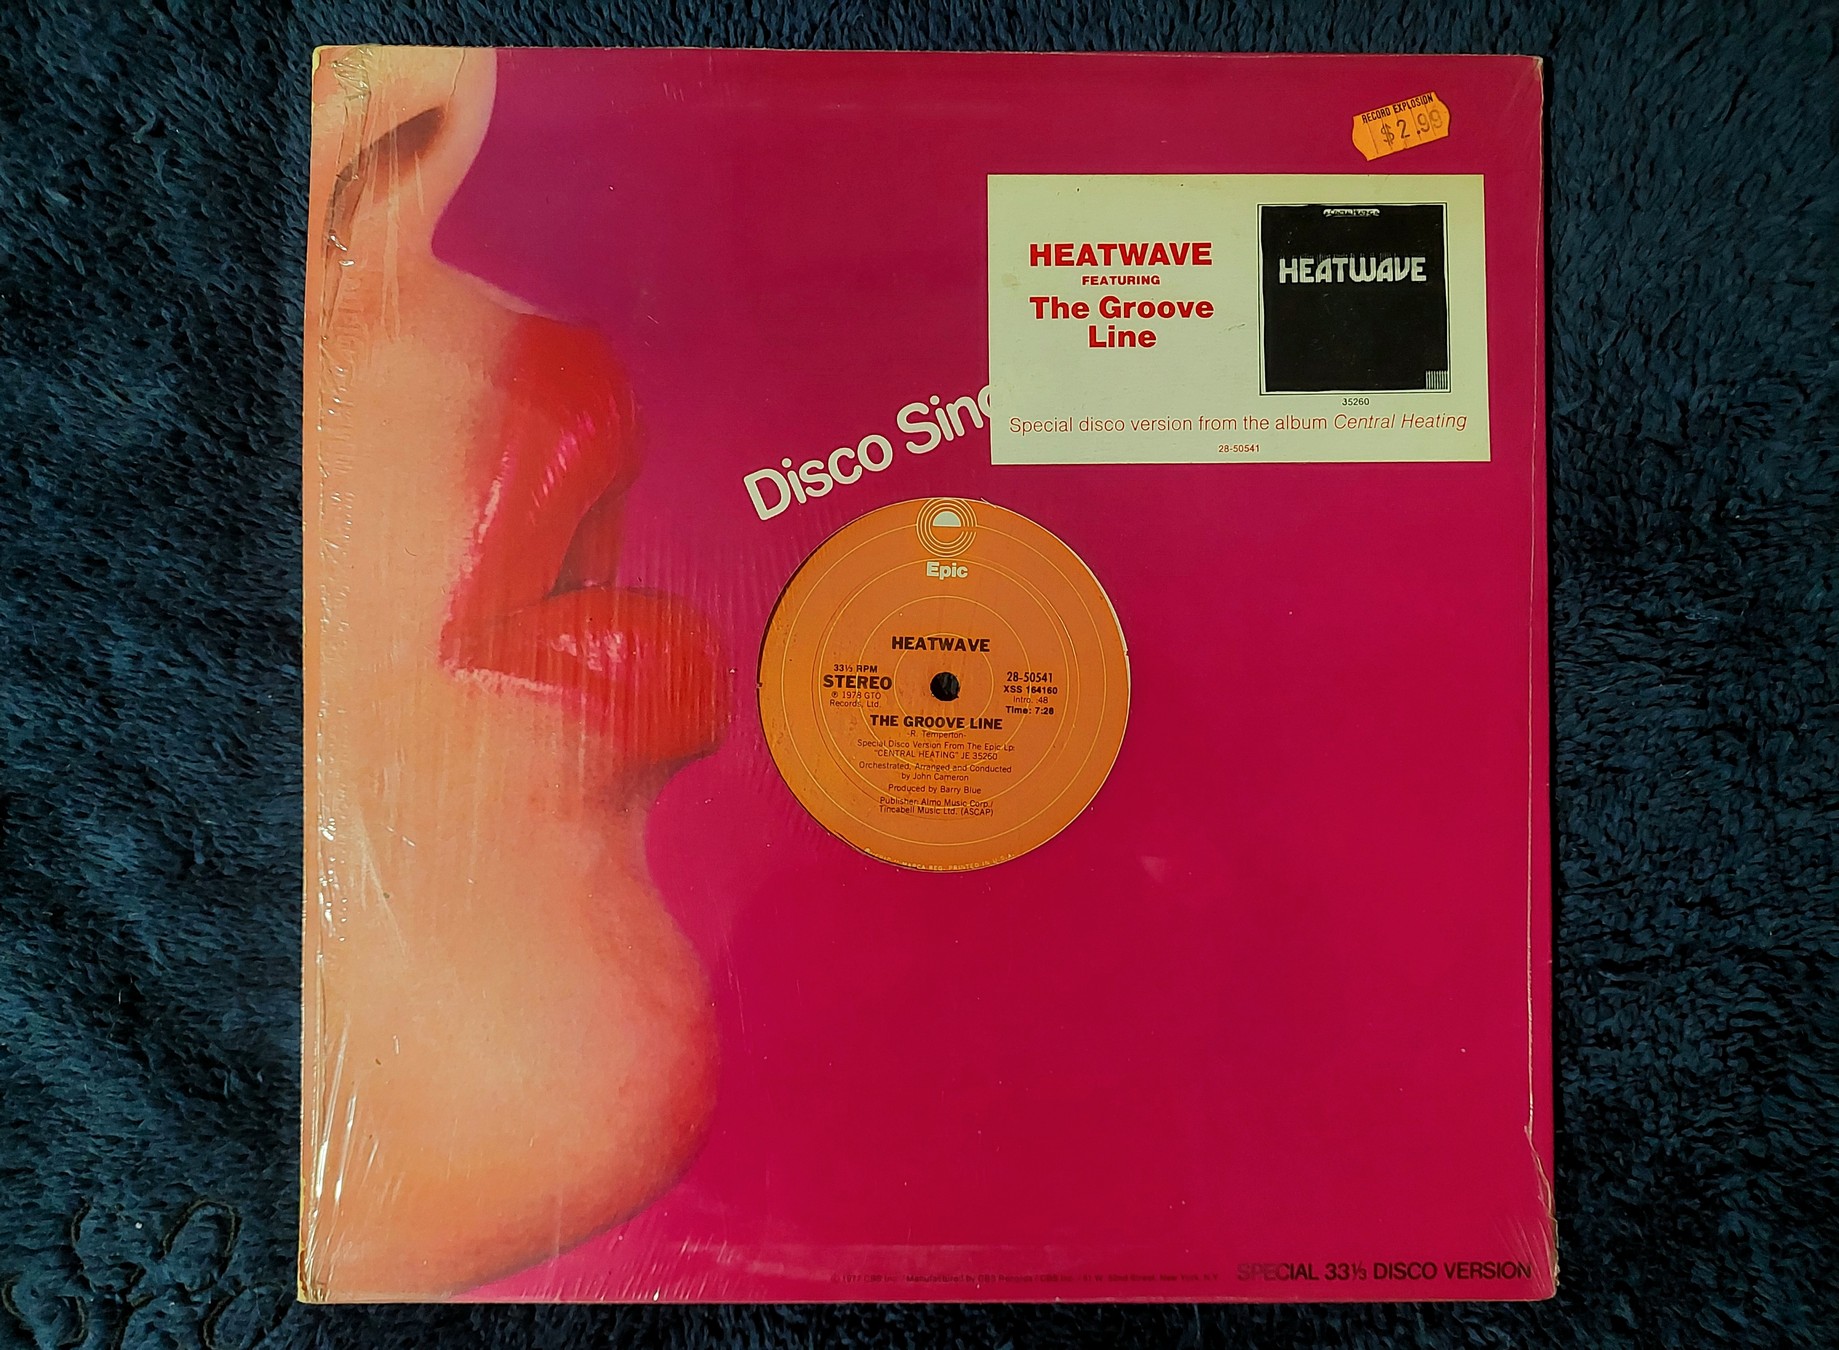 RECORD EXPLOSION
$2.99
HEATWAVE
FEATURING
The Groove
Line
HEATWAVE
35260
Special disco version from the album Central Heating
28-50541
Disco Sing
Epic
HEATWAVE
33⅓ RPM
STEREO
℗ 1978 GTO
Records, Ltd.
28-50541
XSS 164160
Intro. :48
Time: 7:28
THE GROOVE LINE
-R. Temperton-
Special Disco Version From The Epic Lp:
"CENTRAL HEATING" JE 35260
Orchestrated, Arranged and Conducted
by John Cameron
Produced by Barry Blue
Publisher: Almo Music Corp./
Tincabell Music Ltd. (ASCAP)
MARCA REG. PRINTED IN U.S.A.
SPECIAL 33⅓ DISCO VERSION